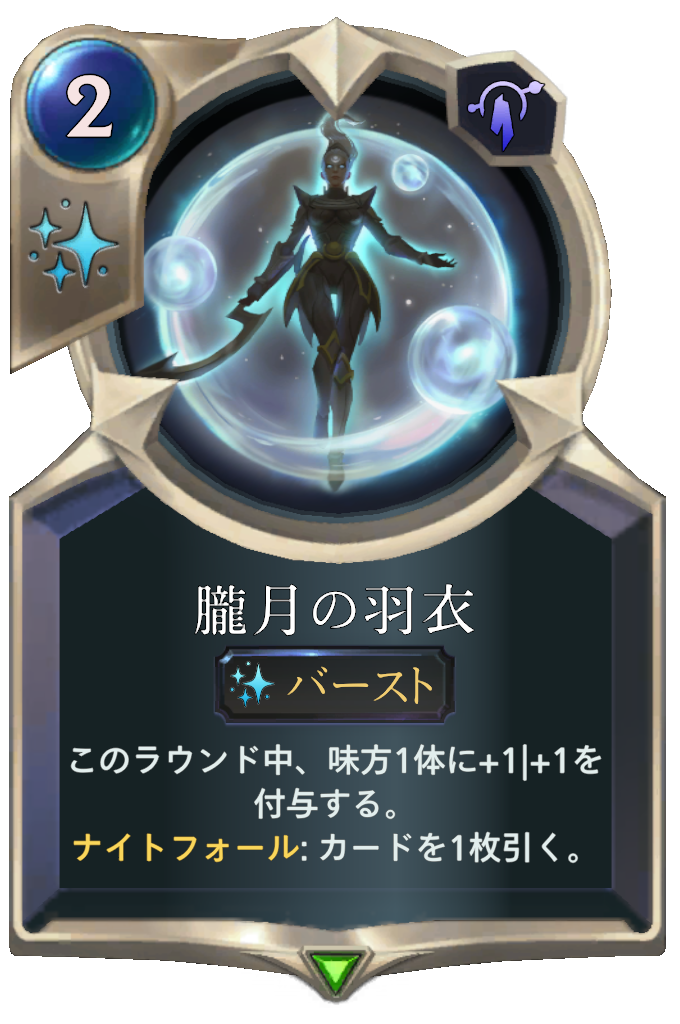 2
朧月の羽衣
バースト
このラウンド中、味方1体に+1|+1を
付与する。
ナイトフォール: カードを1枚引く。